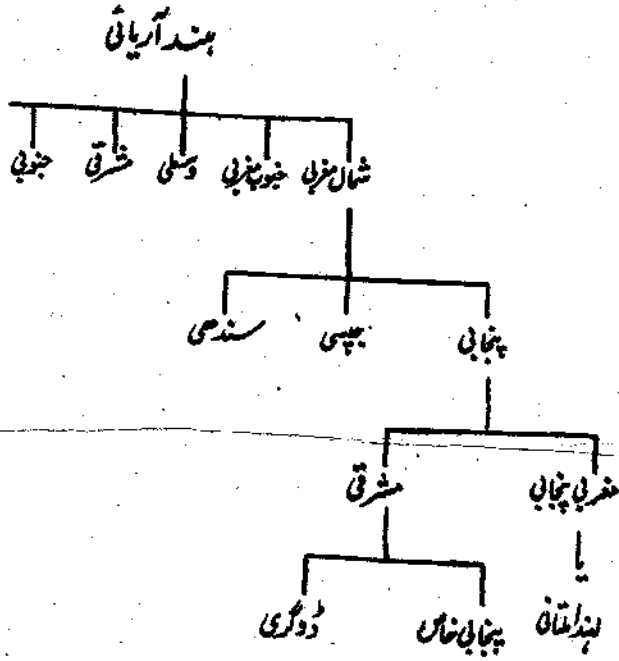 ہند آریائی
شمال مغربی جنوب مغربی وسطی مشرقی جنوبی
پنجابی جپسی سندھی
مغربی پنجابی مشرقی
یا
لہندا ملتانی پنجابی خاص ڈوگری